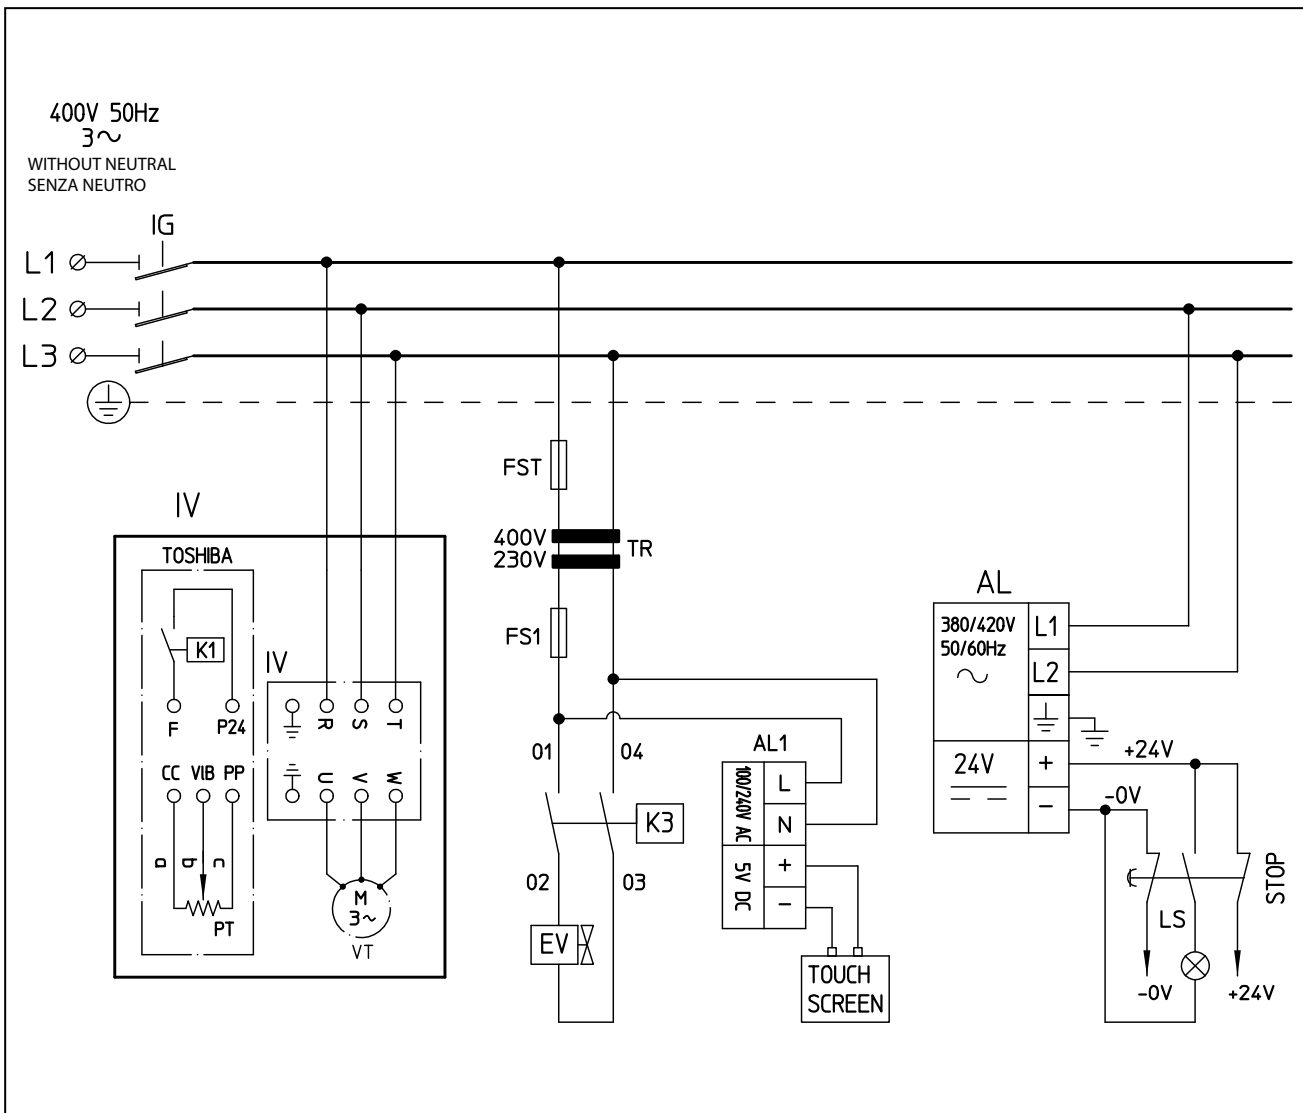 400V 50Hz
3~
WITHOUT NEUTRAL
SENZA NEUTRO
IG
L1
L2
L3
FST
IV
400V
230V
TR
TOSHIBA
AL
380/420V
50/60Hz
L1
FS1
K1
IV
L2
F
P24
R
S
T
01
04
AL1
24V
+
+24V
CC
VIB
PP
U
V
W
100/240V AC
L
-
-0V
K3
N
a
b
c
02
03
5V DC
+
-
STOP
M
3~
PT
VT
EV
LS
TOUCH
SCREEN
-0V
+24V